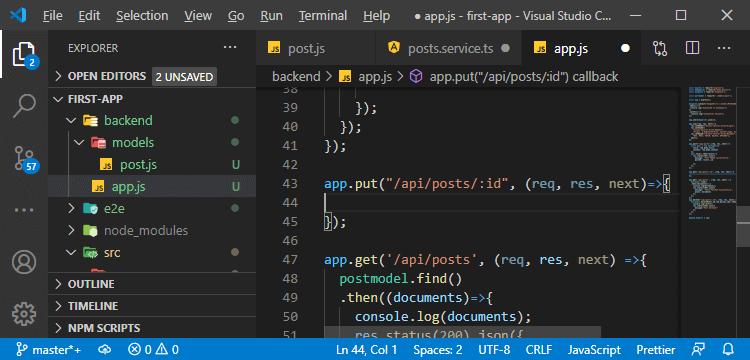 File Edit Selection View Go Run Terminal Help ● app.js - first-app - Visual Studio C...
EXPLORER
OPEN EDITORS 2 UNSAVED
FIRST-APP
backend
models
post.js U
app.js U
e2e
node_modules
src
OUTLINE
TIMELINE
NPM SCRIPTS
2
57
JS post.js JS posts.service.ts JS app.js
backend > JS app.js > app.put("/api/posts/:id") callback
38
39 });
40 });
41 });
42
43 app.put("/api/posts/:id", (req, res, next)=>{
44
45 });
46
47 app.get('/api/posts', (req, res, next) =>{
48 postmodel.find()
49 .then((documents)=>{
50 console.log(documents);
51 res.status(200).json({
master*+ 0 0 Ln 44, Col 1 Spaces: 2 UTF-8 CRLF JavaScript Prettier